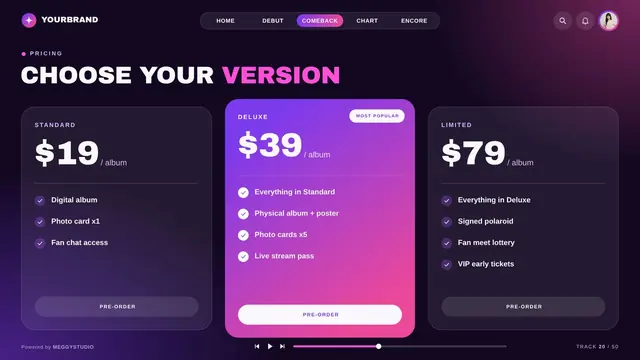 YOURBRAND
HOME
DEBUT
COMEBACK
CHART
ENCORE
PRICING
CHOOSE YOUR VERSION
STANDARD
$19 / album
Digital album
Photo card x1
Fan chat access
PRE-ORDER
DELUXE
MOST POPULAR
$39 / album
Everything in Standard
Physical album + poster
Photo cards x5
Live stream pass
PRE-ORDER
LIMITED
$79 / album
Everything in Deluxe
Signed polaroid
Fan meet lottery
VIP early tickets
PRE-ORDER
Powered by MEGGYSTUDIO
TRACK 20 / 50